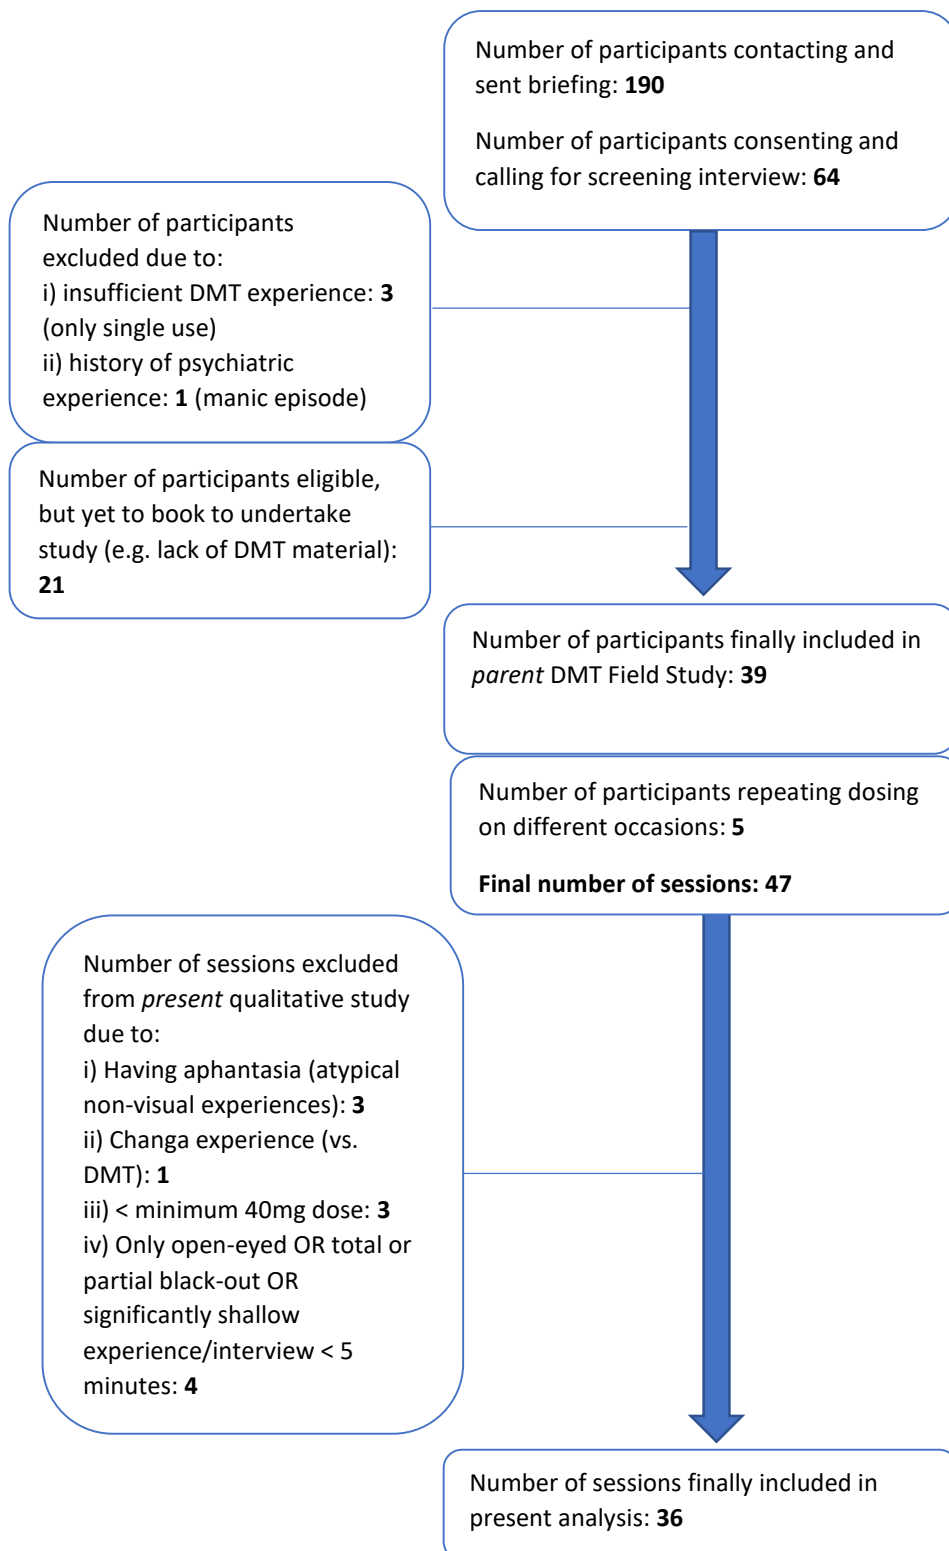 Number of participants contacting and
sent briefing: 190
Number of participants consenting and
calling for screening interview: 64
Number of participants
excluded due to:
i) insufficient DMT experience: 3
(only single use)
ii) history of psychiatric
experience: 1 (manic episode)
Number of participants eligible,
but yet to book to undertake
study (e.g. lack of DMT material):
21
Number of participants finally included in
parent DMT Field Study: 39
Number of participants repeating dosing
on different occasions: 5
Final number of sessions: 47
Number of sessions excluded
from present qualitative study
due to:
i) Having aphantasia (atypical
non-visual experiences): 3
ii) Changa experience (vs.
DMT): 1
iii) < minimum 40mg dose: 3
iv) Only open-eyed OR total or
partial black-out OR
significantly shallow
experience/interview < 5
minutes: 4
Number of sessions finally included in
present analysis: 36